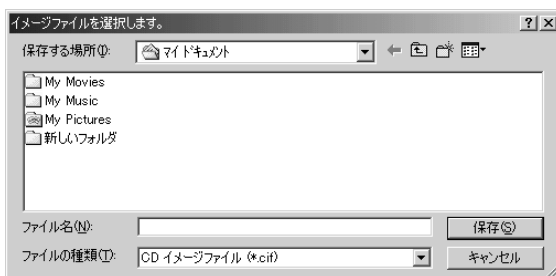 イメージファイルを選択します。
保存する場所(I): マイ ドキュメント
My Movies
My Music
My Pictures
新しいフォルダ
ファイル名(N): 保存(S)
ファイルの種類(T): CD イメージファイル (*.cif) キャンセル